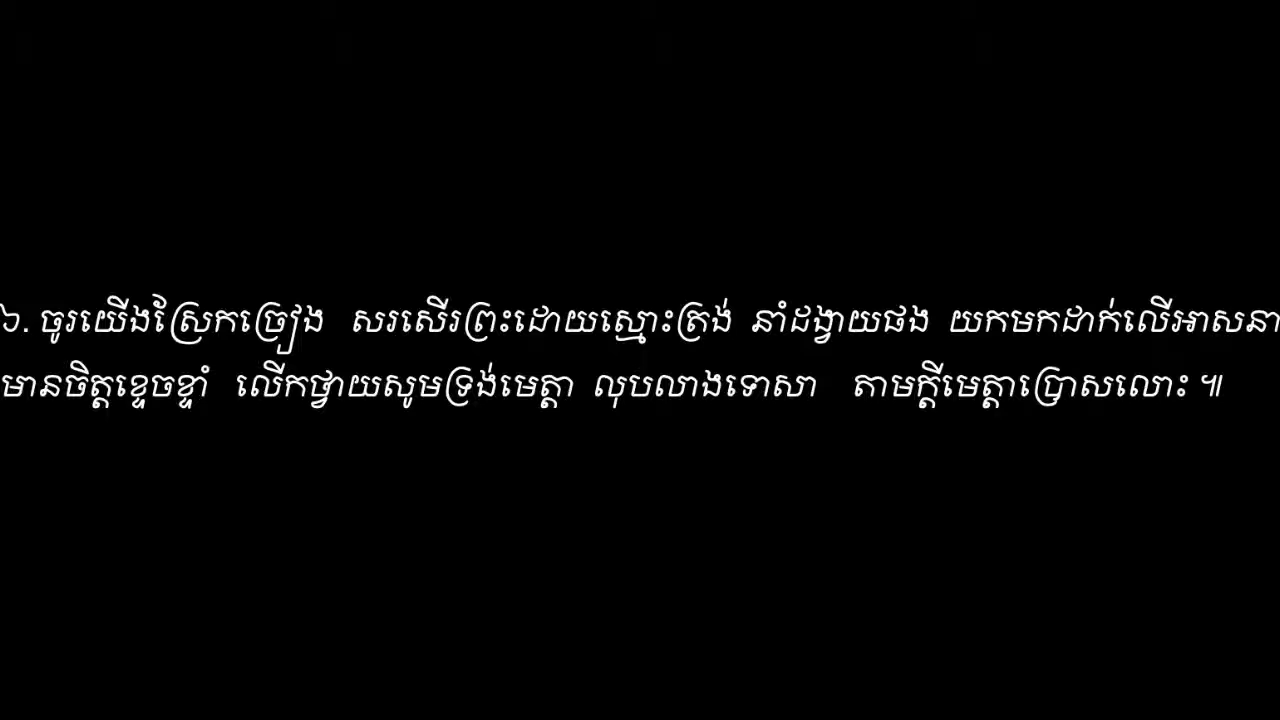 ៦. ចូរយើងស្រែកច្រៀង សរសើរព្រះដោយស្មោះត្រង់ នាំដង្វាយផង យកមកដាក់លើអាសនា
មានចិត្តខ្ទេចខ្ទាំ លើកថ្វាយសូមទ្រង់មេត្តា លុបលាងទោសា តាមក្ដីមេត្តាប្រោសលោះ ៕